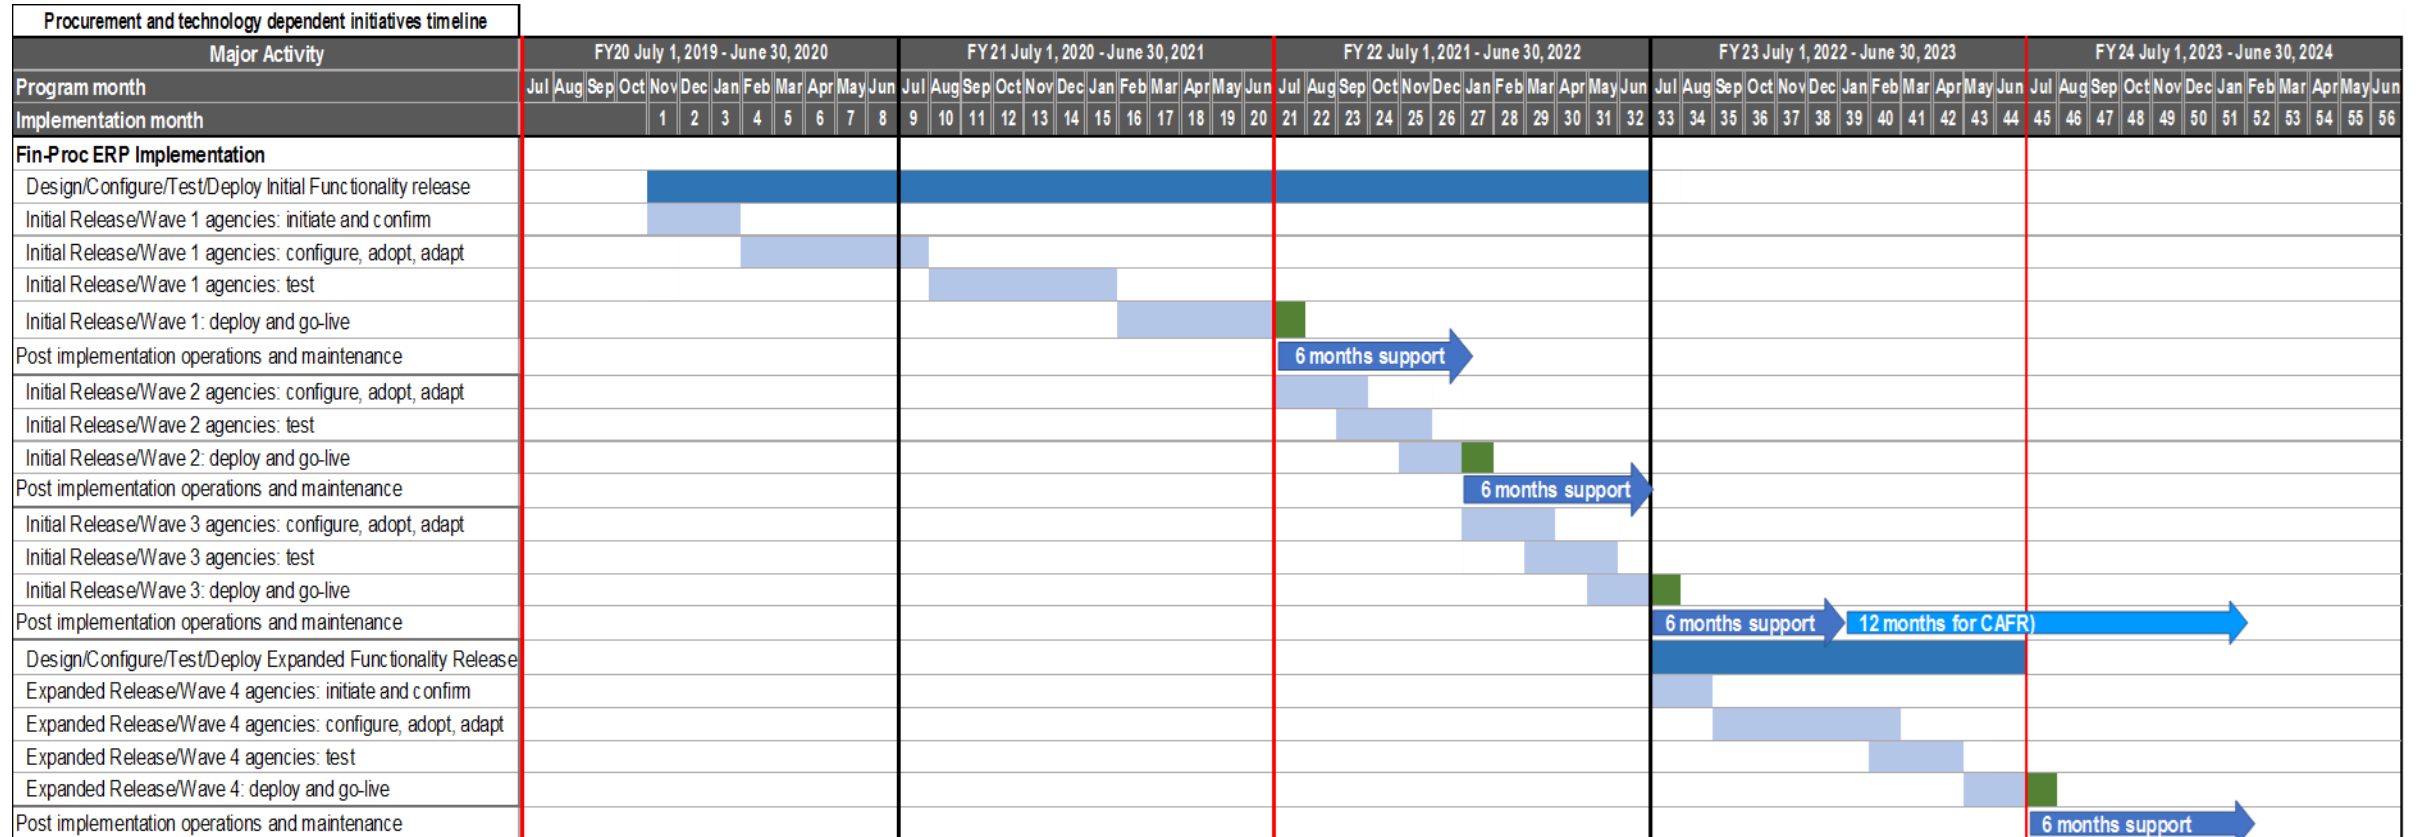 Procurement and technology dependent initiatives timeline
Major Activity FY20 July 1, 2019 - June 30, 2020 FY21 July 1, 2020 - June 30, 2021 FY 22 July 1, 2021 - June 30, 2022 FY 23 July 1, 2022 - June 30, 2023 FY 24 July 1, 2023 - June 30, 2024
Program month Jul Aug Sep Oct Nov Dec Jan Feb Mar Apr May Jun Jul Aug Sep Oct Nov Dec Jan Feb Mar Apr May Jun Jul Aug Sep Oct Nov Dec Jan Feb Mar Apr May Jun Jul Aug Sep Oct Nov Dec Jan Feb Mar Apr May Jun Jul Aug Sep Oct Nov Dec Jan Feb Mar Apr May Jun
Implementation month 1 2 3 4 5 6 7 8 9 10 11 12 13 14 15 16 17 18 19 20 21 22 23 24 25 26 27 28 29 30 31 32 33 34 35 36 37 38 39 40 41 42 43 44 45 46 47 48 49 50 51 52 53 54 55 56
Fin-Proc ERP Implementation
Design/Configure/Test/Deploy Initial Functionality release
Initial Release/Wave 1 agencies: initiate and confirm
Initial Release/Wave 1 agencies: configure, adopt, adapt
Initial Release/Wave 1 agencies: test
Initial Release/Wave 1: deploy and go-live
Post implementation operations and maintenance 6 months support
Initial Release/Wave 2 agencies: configure, adopt, adapt
Initial Release/Wave 2 agencies: test
Initial Release/Wave 2: deploy and go-live
Post implementation operations and maintenance 6 months support
Initial Release/Wave 3 agencies: configure, adopt, adapt
Initial Release/Wave 3 agencies: test
Initial Release/Wave 3: deploy and go-live
Post implementation operations and maintenance 6 months support 12 months for CAFR)
Design/Configure/Test/Deploy Expanded Functionality Release
Expanded Release/Wave 4 agencies: initiate and confirm
Expanded Release/Wave 4 agencies: configure, adopt, adapt
Expanded Release/Wave 4 agencies: test
Expanded Release/Wave 4: deploy and go-live
Post implementation operations and maintenance 6 months support